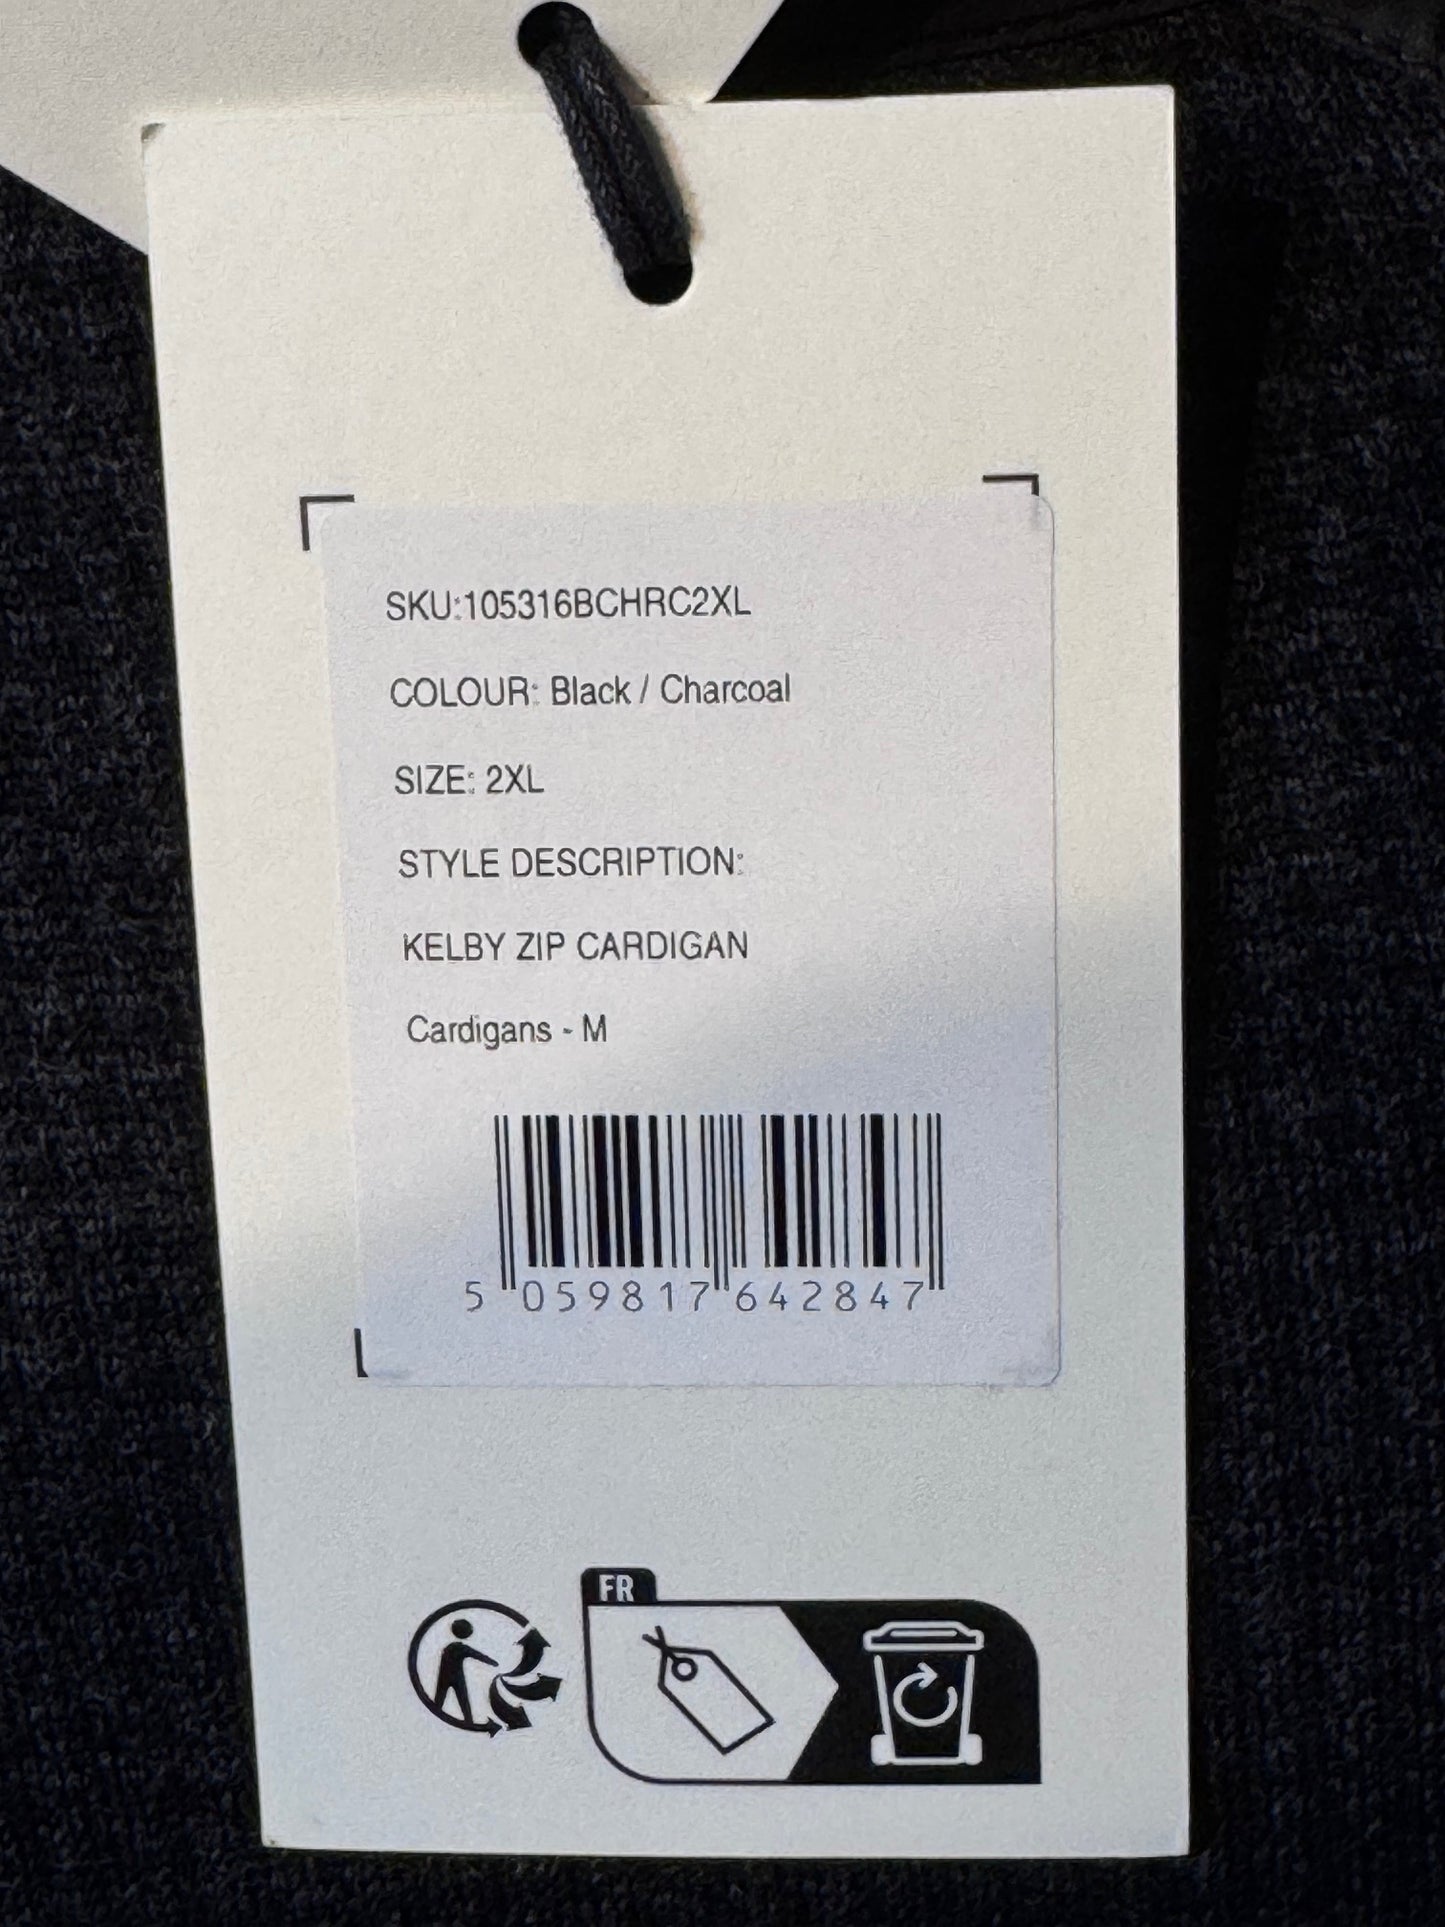 SKU:105316BCHRC2XL
COLOUR: Black / Charcoal
SIZE: 2XL
STYLE DESCRIPTION:
KELBY ZIP CARDIGAN
Cardigans - M
5 059817 642847
FR